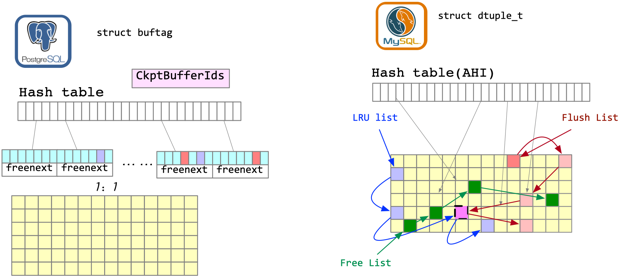 struct buftag
PostgreSQL
CkptBufferIds
Hash table
freenext freenext
... ...
freenext freenext
1: 1
struct dtuple_t
MySQL
Hash table(AHI)
LRU list
Flush List
Free List